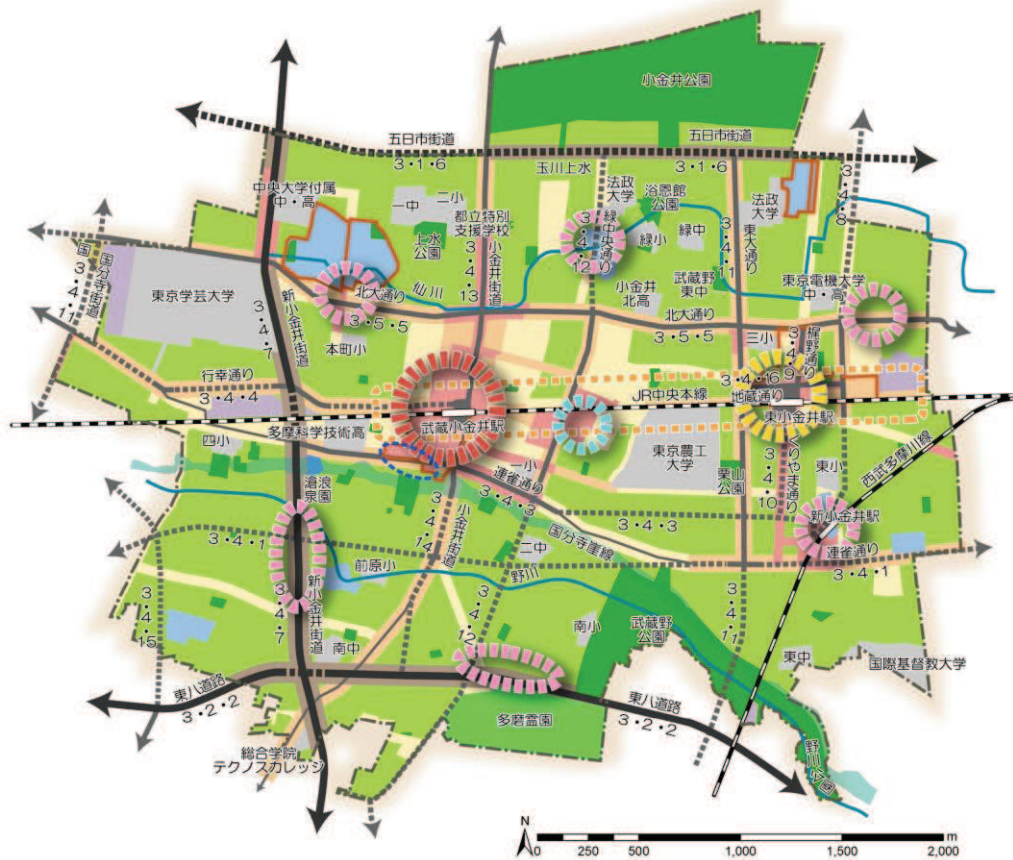 小金井公園
五日市街道
3・1・6
五日市街道
3・1・6
玉川上水
中央大学付属
中・高
一中
二小
都立特別
支援学校
上水
公園
3・4・13
小金井街道
仙川
法政
大学
浴恩館
公園
緑中央通り
3・4・12
緑小
緑中
3・4・11
東大通り
法政
大学
3・4・8
武蔵野
東中
小金井
北高
東京電機大学
中・高
国3・4・11
国分寺街道
東京学芸大学
3・4・7
新小金井街道
北大通り
3・5・5
本町小
北大通り
3・5・5
三小
3・4・9
梶野通り
3・4・16
地蔵通り
行幸通り
3・4・4
JR中央本線
武蔵小金井駅
東小金井駅
多摩科学技術高
四小
東京農工
大学
栗山
公園
3・4・10
くりやま通り
東小
西武多摩川線
新小金井駅
滄浪
泉園
一小
連雀通り
3・4・3
3・4・3
3・4・14
小金井街道
国分寺崖線
連雀通り
3・4・1
3・4・1
二中
野川
前原小
3・4・15
3・4・7
新小金井街道
南中
3・4・12
南小
武蔵野
公園
3・4・11
東中
国際基督教大学
東八道路
3・2・2
東八道路
3・2・2
多磨霊園
野川公園
総合学院
テクノスカレッジ
N
0 250 500 1,000 1,500 2,000 m